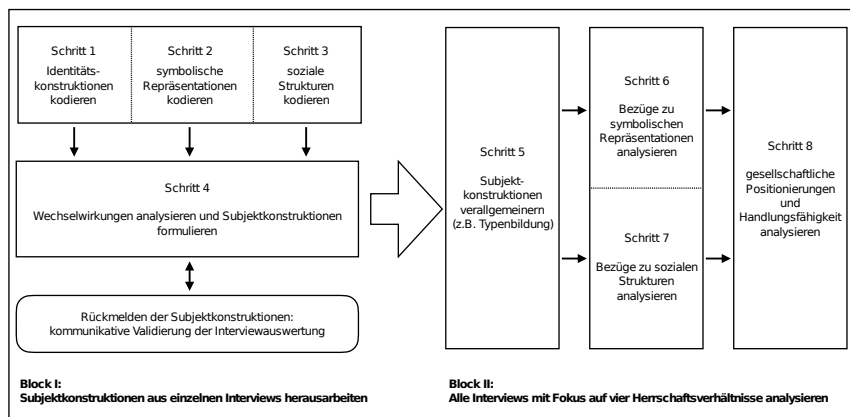 Schritt 1
Identitäts-
konstruktionen
kodieren
Schritt 2
symbolische
Repräsentationen
kodieren
Schritt 3
soziale
Strukturen
kodieren
Schritt 4
Wechselwirkungen analysieren und Subjektkonstruktionen
formulieren
Rückmelden der Subjektkonstruktionen:
kommunikative Validierung der Interviewauswertung
Block I:
Subjektkonstruktionen aus einzelnen Interviews herausarbeiten
Schritt 5
Subjekt-
konstruktionen
verallgemeinern
(z.B. Typenbildung)
Schritt 6
Bezüge zu
symbolischen
Repräsentationen
analysieren
Schritt 7
Bezüge zu sozialen
Strukturen
analysieren
Schritt 8
gesellschaftliche
Positionierungen
und
Handlungsfähigkeit
analysieren
Block II:
Alle Interviews mit Fokus auf vier Herrschaftsverhältnisse analysieren